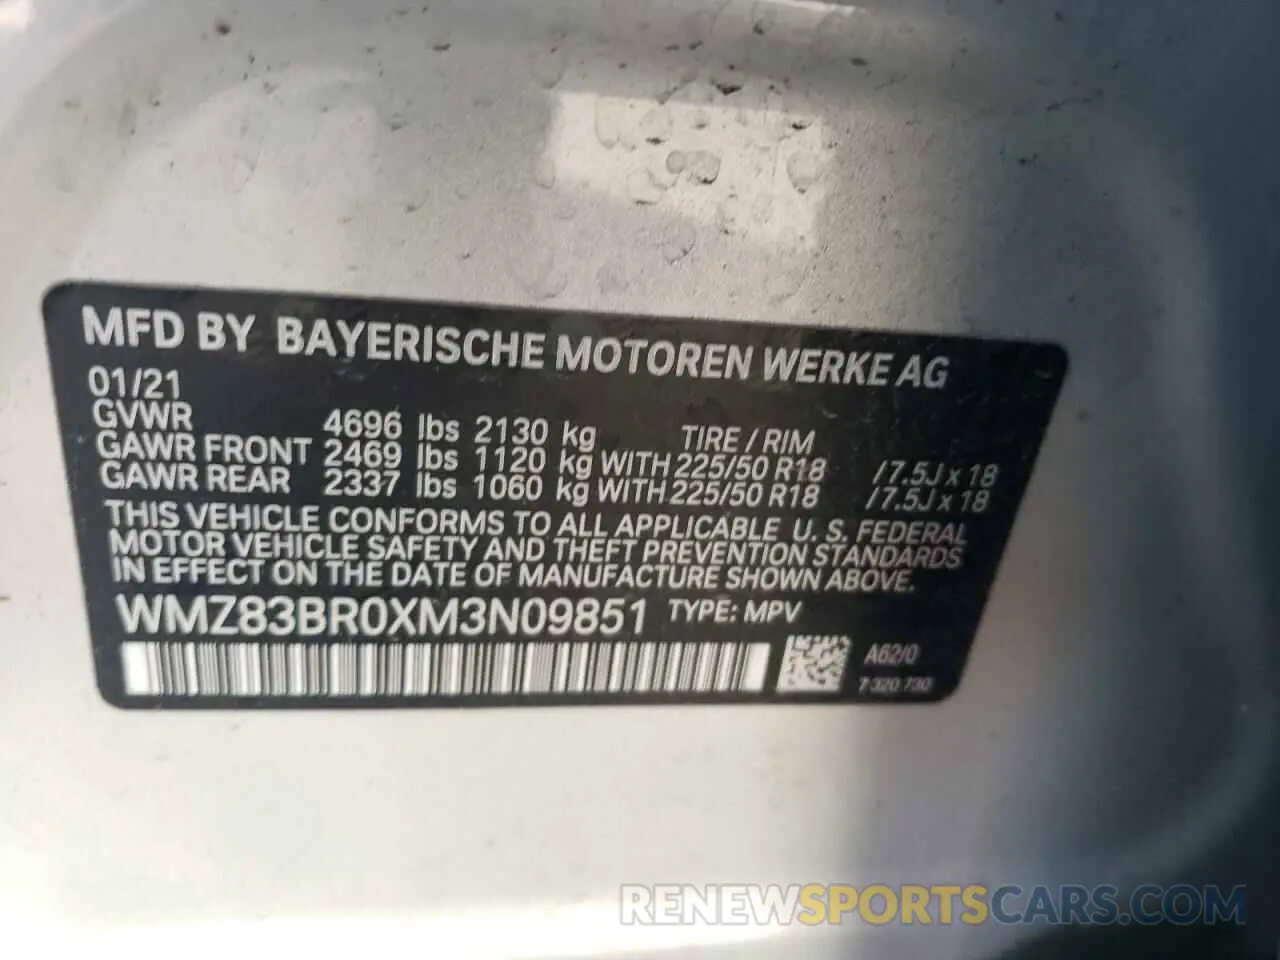 MFD BY BAYERISCHE MOTOREN WERKE AG
01/21
GVWR 4696 lbs 2130 kg TIRE / RIM
GAWR FRONT 2469 lbs 1120 kg WITH 225/50 R18 / 7.5J x 18
GAWR REAR 2337 lbs 1060 kg WITH 225/50 R18 / 7.5J x 18
THIS VEHICLE CONFORMS TO ALL APPLICABLE U. S. FEDERAL
MOTOR VEHICLE SAFETY AND THEFT PREVENTION STANDARDS
IN EFFECT ON THE DATE OF MANUFACTURE SHOWN ABOVE.
WMZ83BR0XM3N09851 TYPE: MPV
A62/0
7 320 730
RENEWSPORTSCARS.COM